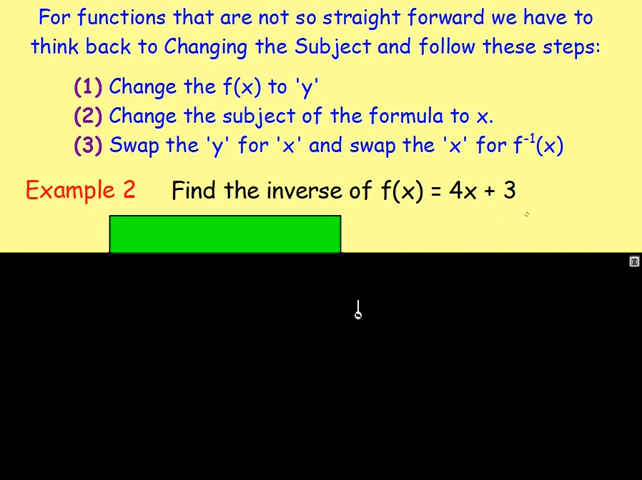 For functions that are not so straight forward we have to
think back to Changing the Subject and follow these steps:
(1) Change the f(x) to 'y'
(2) Change the subject of the formula to x.
(3) Swap the 'y' for 'x' and swap the 'x' for f⁻¹(x)
Example 2 Find the inverse of f(x) = 4x + 3